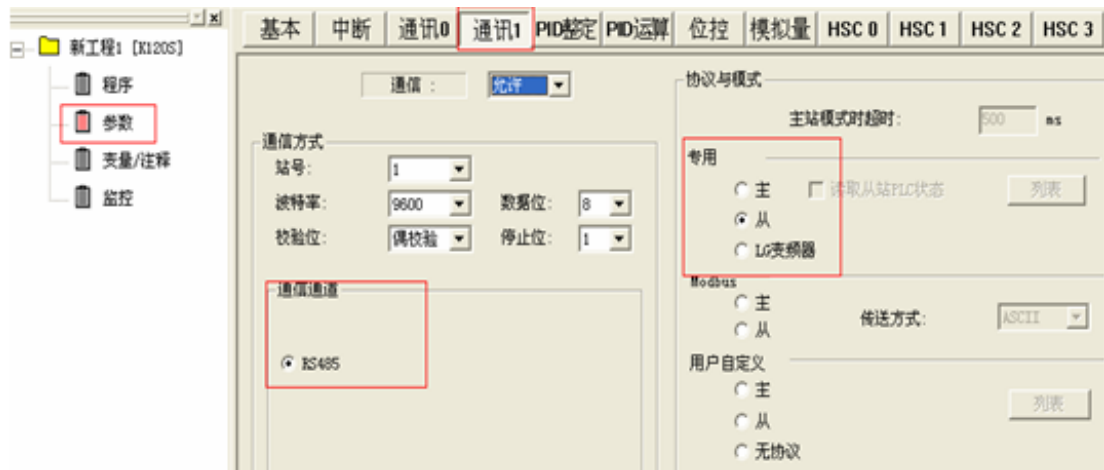 新工程1 [K120S]
程序
参数
变量/注释
监控
基本 中断 通讯0 通讯1 PID整定 PID运算 位控 模拟量 HSC 0 HSC 1 HSC 2 HSC 3
通信 : 允许
通信方式
站号: 1
波特率: 9600 数据位: 8
校验位: 偶校验 停止位: 1
通信通道
RS485
协议与模式
主站模式时超时: 500 ms
专用
主 读取从站PLC状态 列表
从
LG变频器
Modbus
主
从 传送方式: ASCII
用户自定义
主
从 列表
无协议